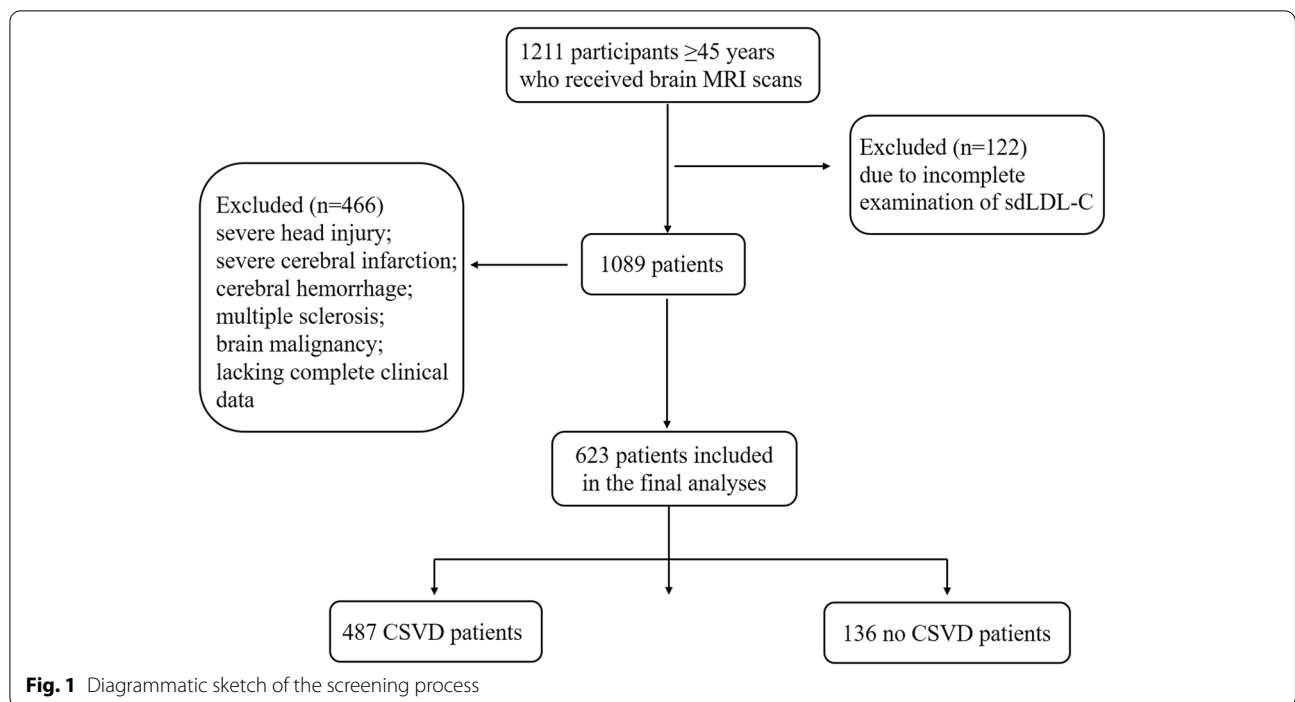 1211 participants ≥45 years
who received brain MRI scans
Excluded (n=122)
due to incomplete
examination of sdLDL-C
Excluded (n=466)
severe head injury;
severe cerebral infarction;
cerebral hemorrhage;
multiple sclerosis;
brain malignancy;
lacking complete clinical
data
1089 patients
623 patients included
in the final analyses
487 CSVD patients
136 no CSVD patients
Fig. 1 Diagrammatic sketch of the screening process